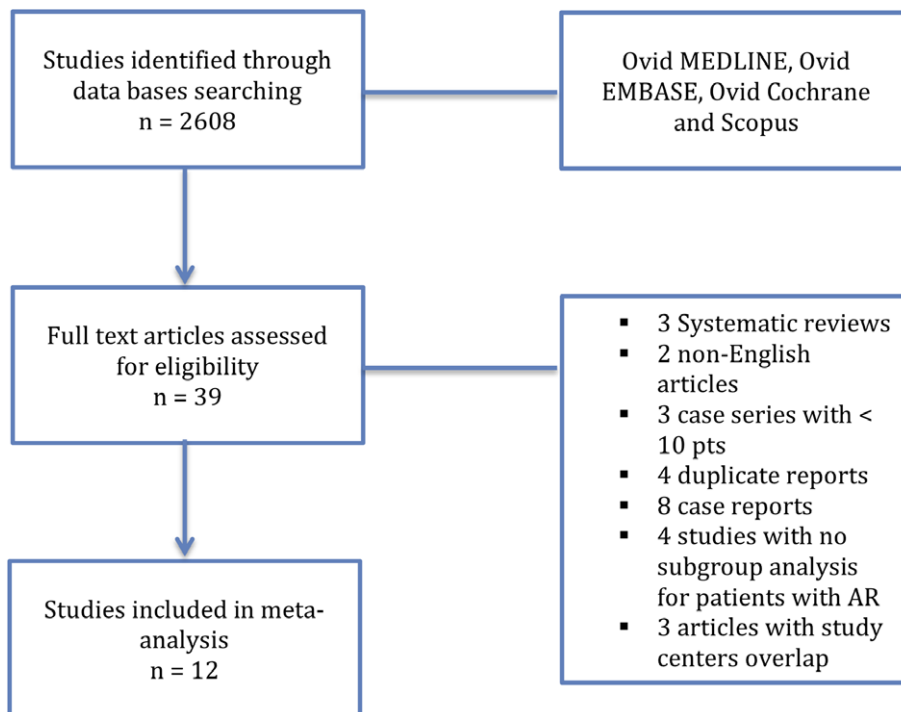 Studies identified through
data bases searching
n = 2608
Ovid MEDLINE, Ovid
EMBASE, Ovid Cochrane
and Scopus
Full text articles assessed
for eligibility
n = 39
▪ 3 Systematic reviews
▪ 2 non-English
articles
▪ 3 case series with <
10 pts
▪ 4 duplicate reports
▪ 8 case reports
▪ 4 studies with no
subgroup analysis
for patients with AR
▪ 3 articles with study
centers overlap
Studies included in meta-
analysis
n = 12